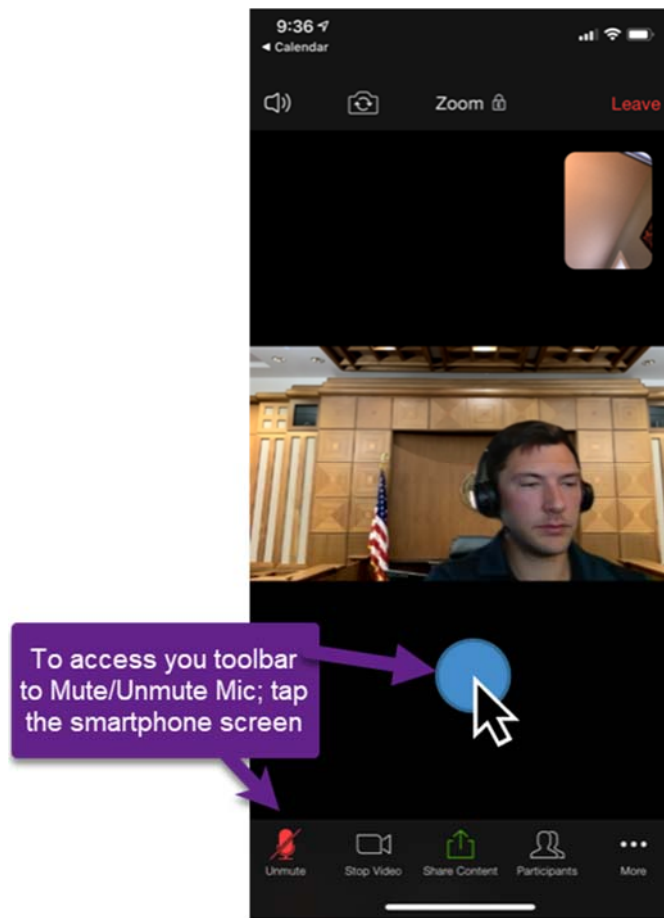 9:36
◀ Calendar
Zoom
Leave
To access you toolbar
to Mute/Unmute Mic; tap
the smartphone screen
Unmute
Stop Video
Share Content
Participants
More